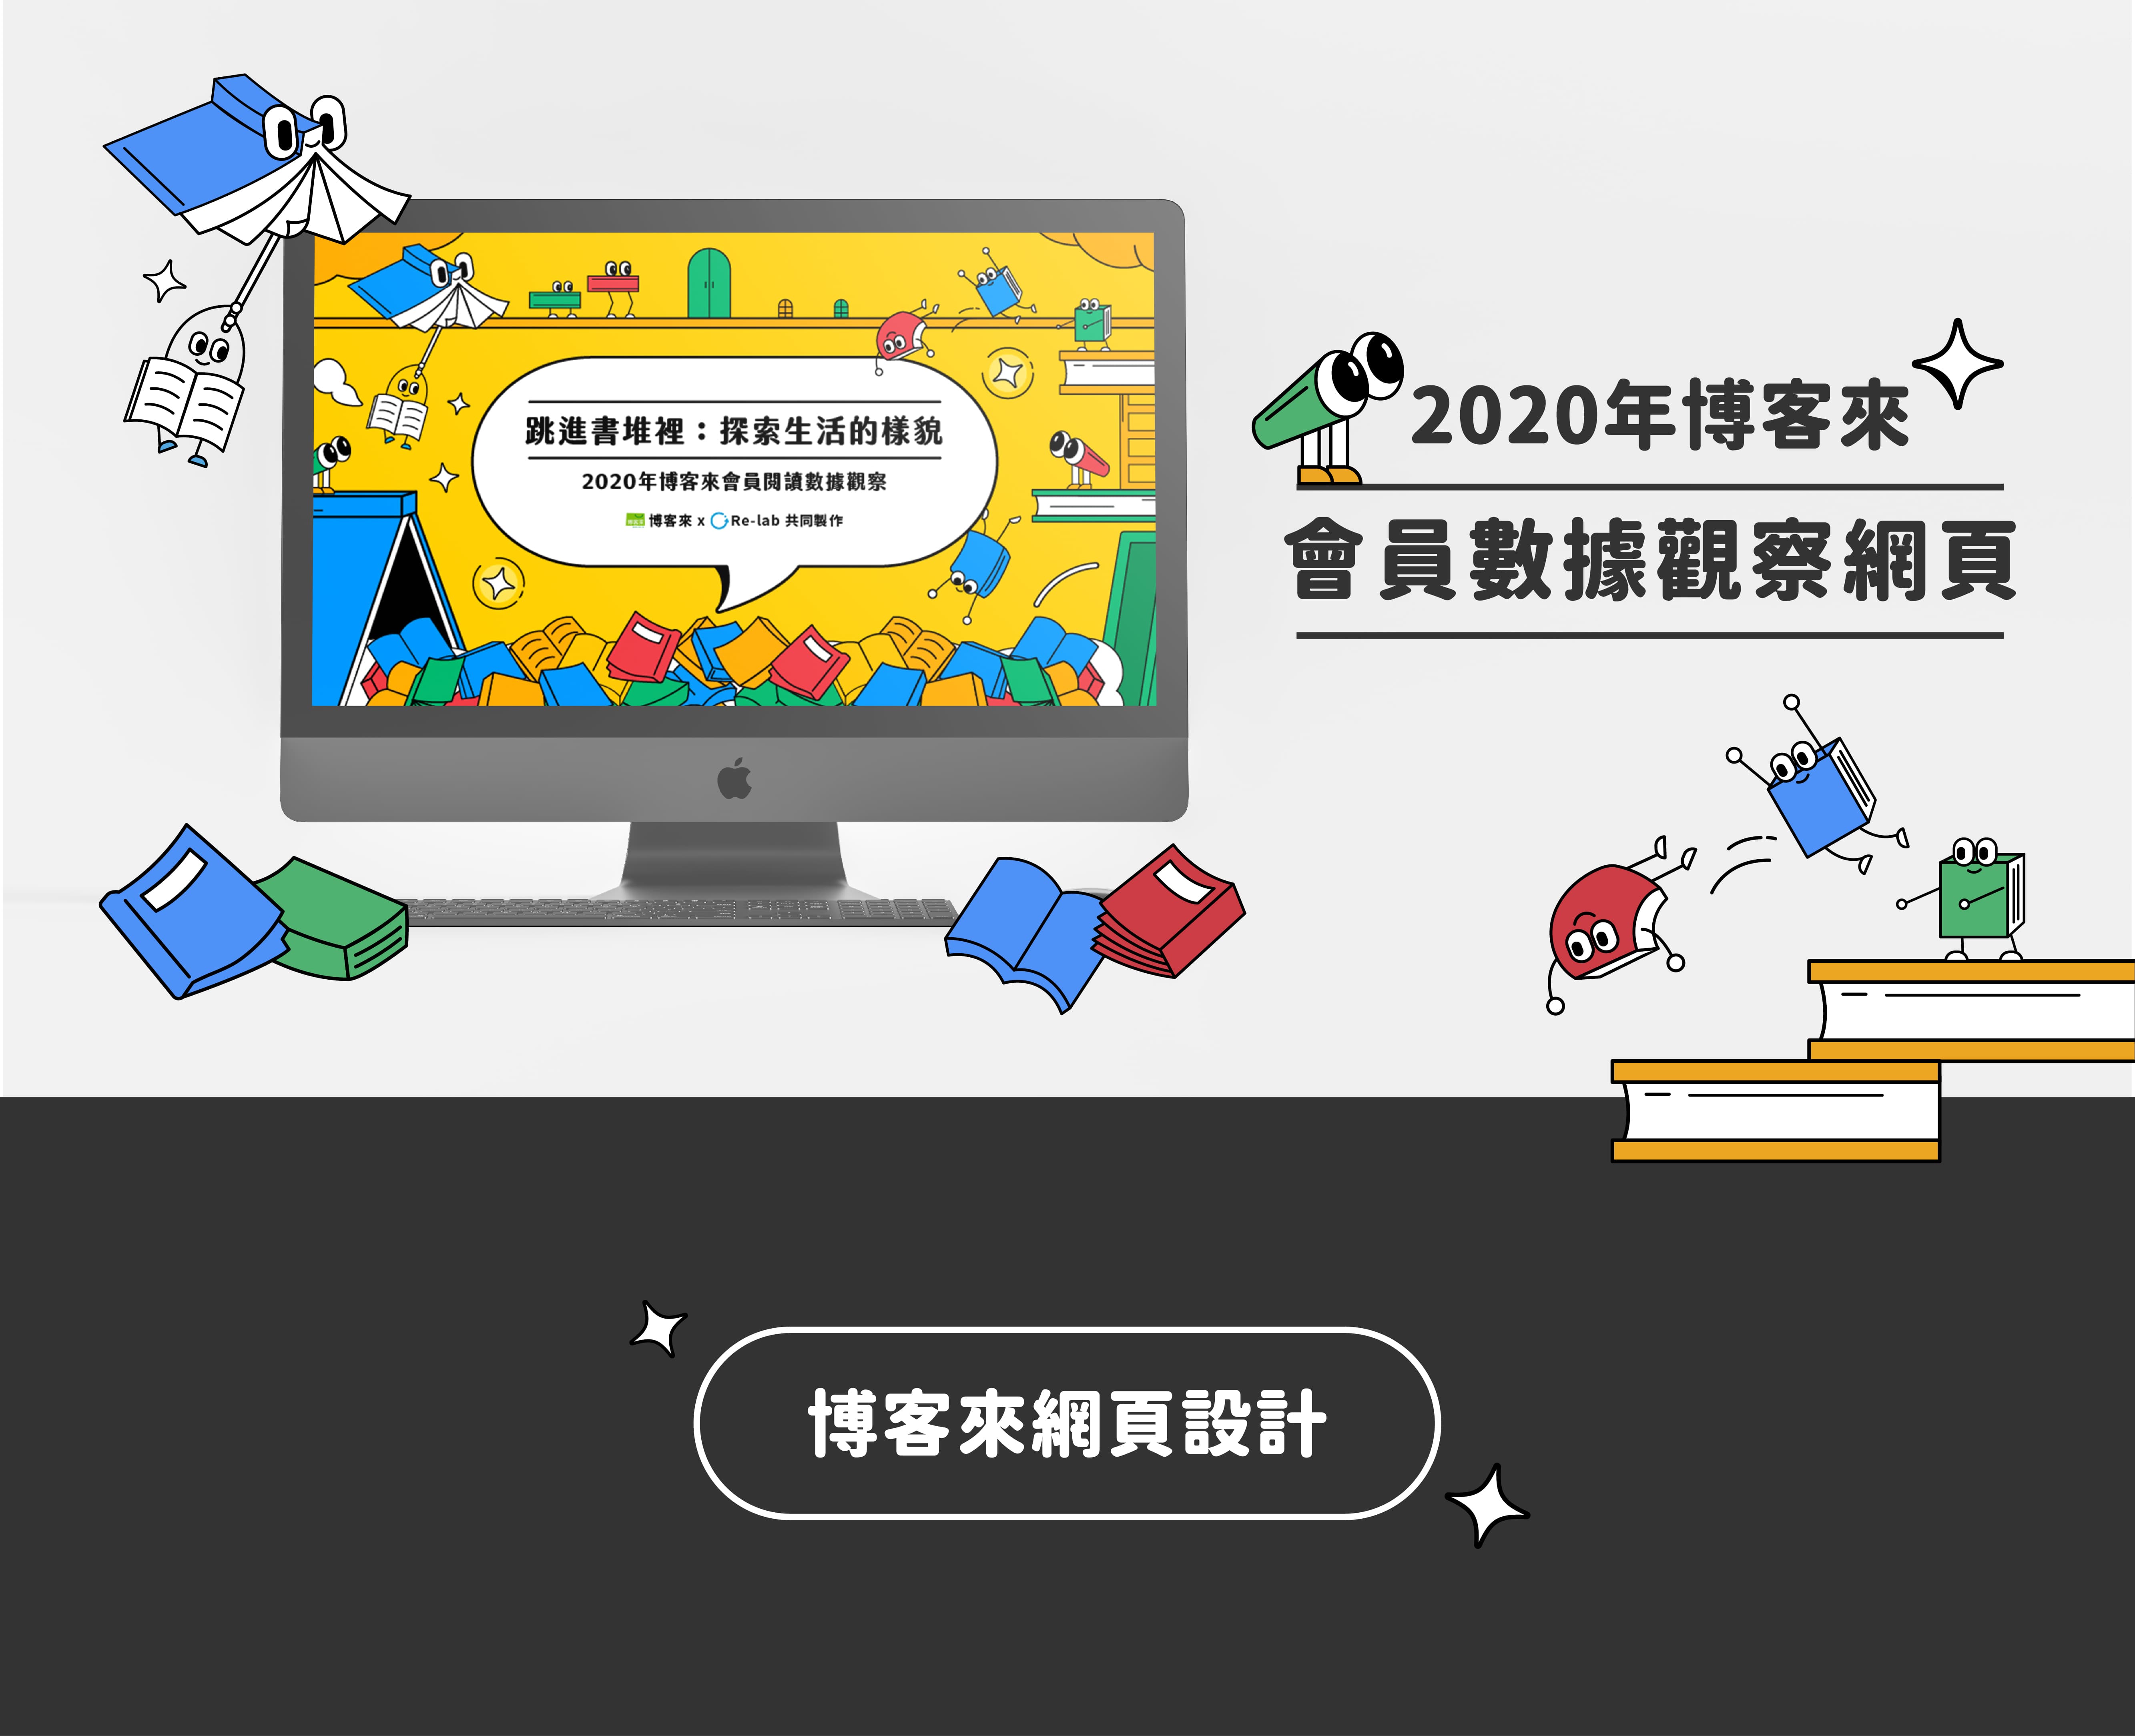 跳進書堆裡：探索生活的樣貌
2020年博客來會員閱讀數據觀察
博客來 x Re-lab 共同製作
2020年博客來
會員數據觀察網頁
博客來網頁設計